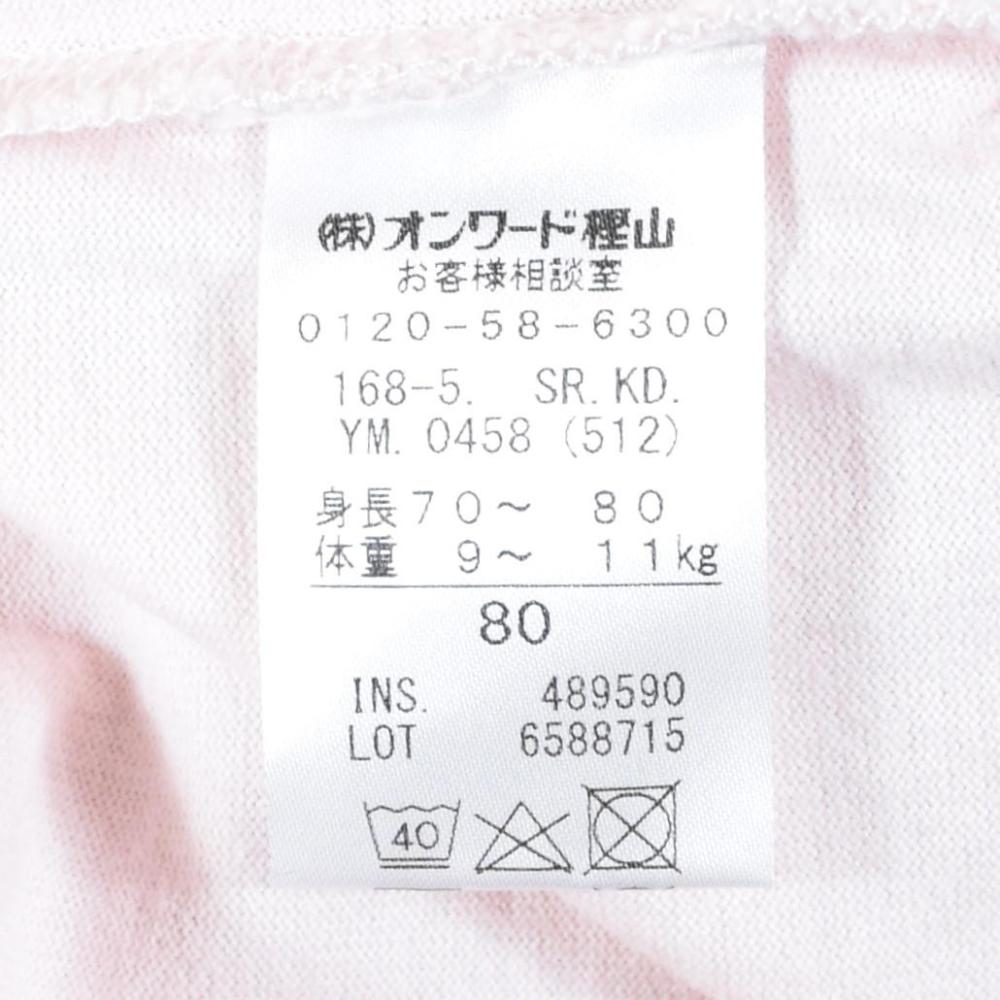 ㈱オンワード樫山
お客様相談室
0120-58-6300
168-5. SR.KD.
YM. 0458 (512)
身長70～ 80
体重 9～ 11kg
80
INS. 489590
LOT 6588715
40